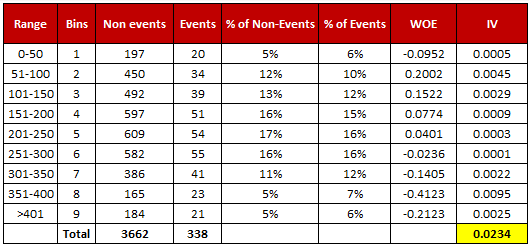 Range Bins Non events Events % of Non-Events % of Events WOE IV
0-50 1 197 20 5% 6% -0.0952 0.0005
51-100 2 450 34 12% 10% 0.2002 0.0045
101-150 3 492 39 13% 12% 0.1522 0.0029
151-200 4 597 51 16% 15% 0.0774 0.0009
201-250 5 609 54 17% 16% 0.0401 0.0003
251-300 6 582 55 16% 16% -0.0236 0.0001
301-350 7 386 41 11% 12% -0.1405 0.0022
351-400 8 165 23 5% 7% -0.4123 0.0095
>401 9 184 21 5% 6% -0.2123 0.0025
Total 3662 338 0.0234